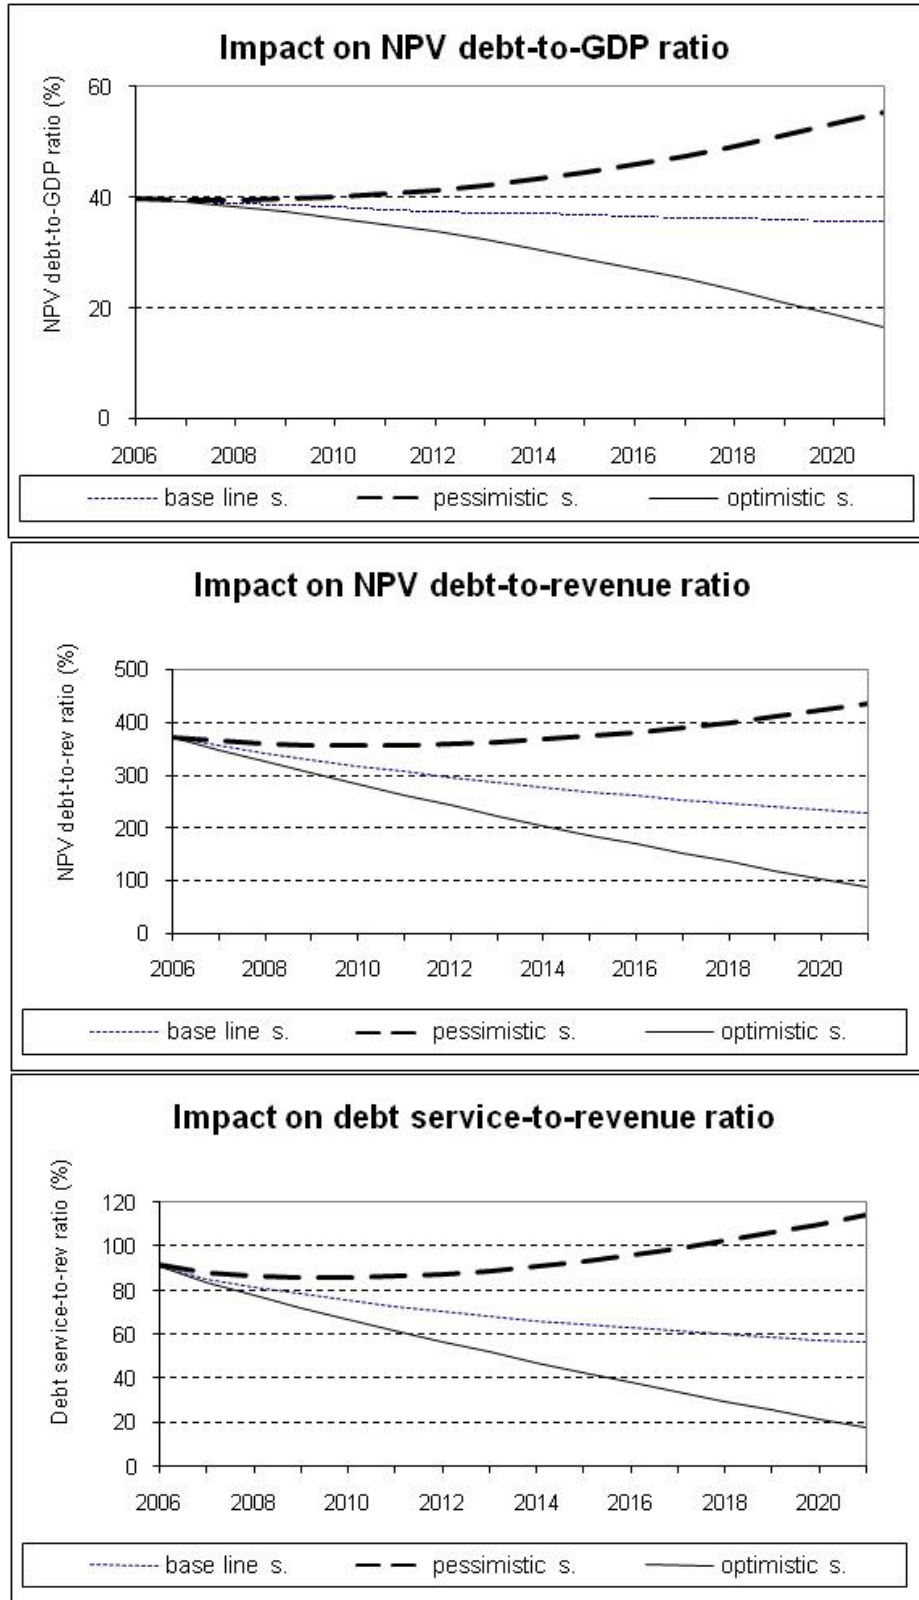 Impact on NPV debt-to-GDP ratio
NPV debt-to-GDP ratio (%)
60
40
20
0
2006 2008 2010 2012 2014 2016 2018 2020
base line s. pessimistic s. optimistic s.
Impact on NPV debt-to-revenue ratio
NPV debt-to-rev ratio (%)
500
400
300
200
100
0
2006 2008 2010 2012 2014 2016 2018 2020
base line s. pessimistic s. optimistic s.
Impact on debt service-to-revenue ratio
Debt service-to-rev ratio (%)
120
100
80
60
40
20
0
2006 2008 2010 2012 2014 2016 2018 2020
base line s. pessimistic s. optimistic s.